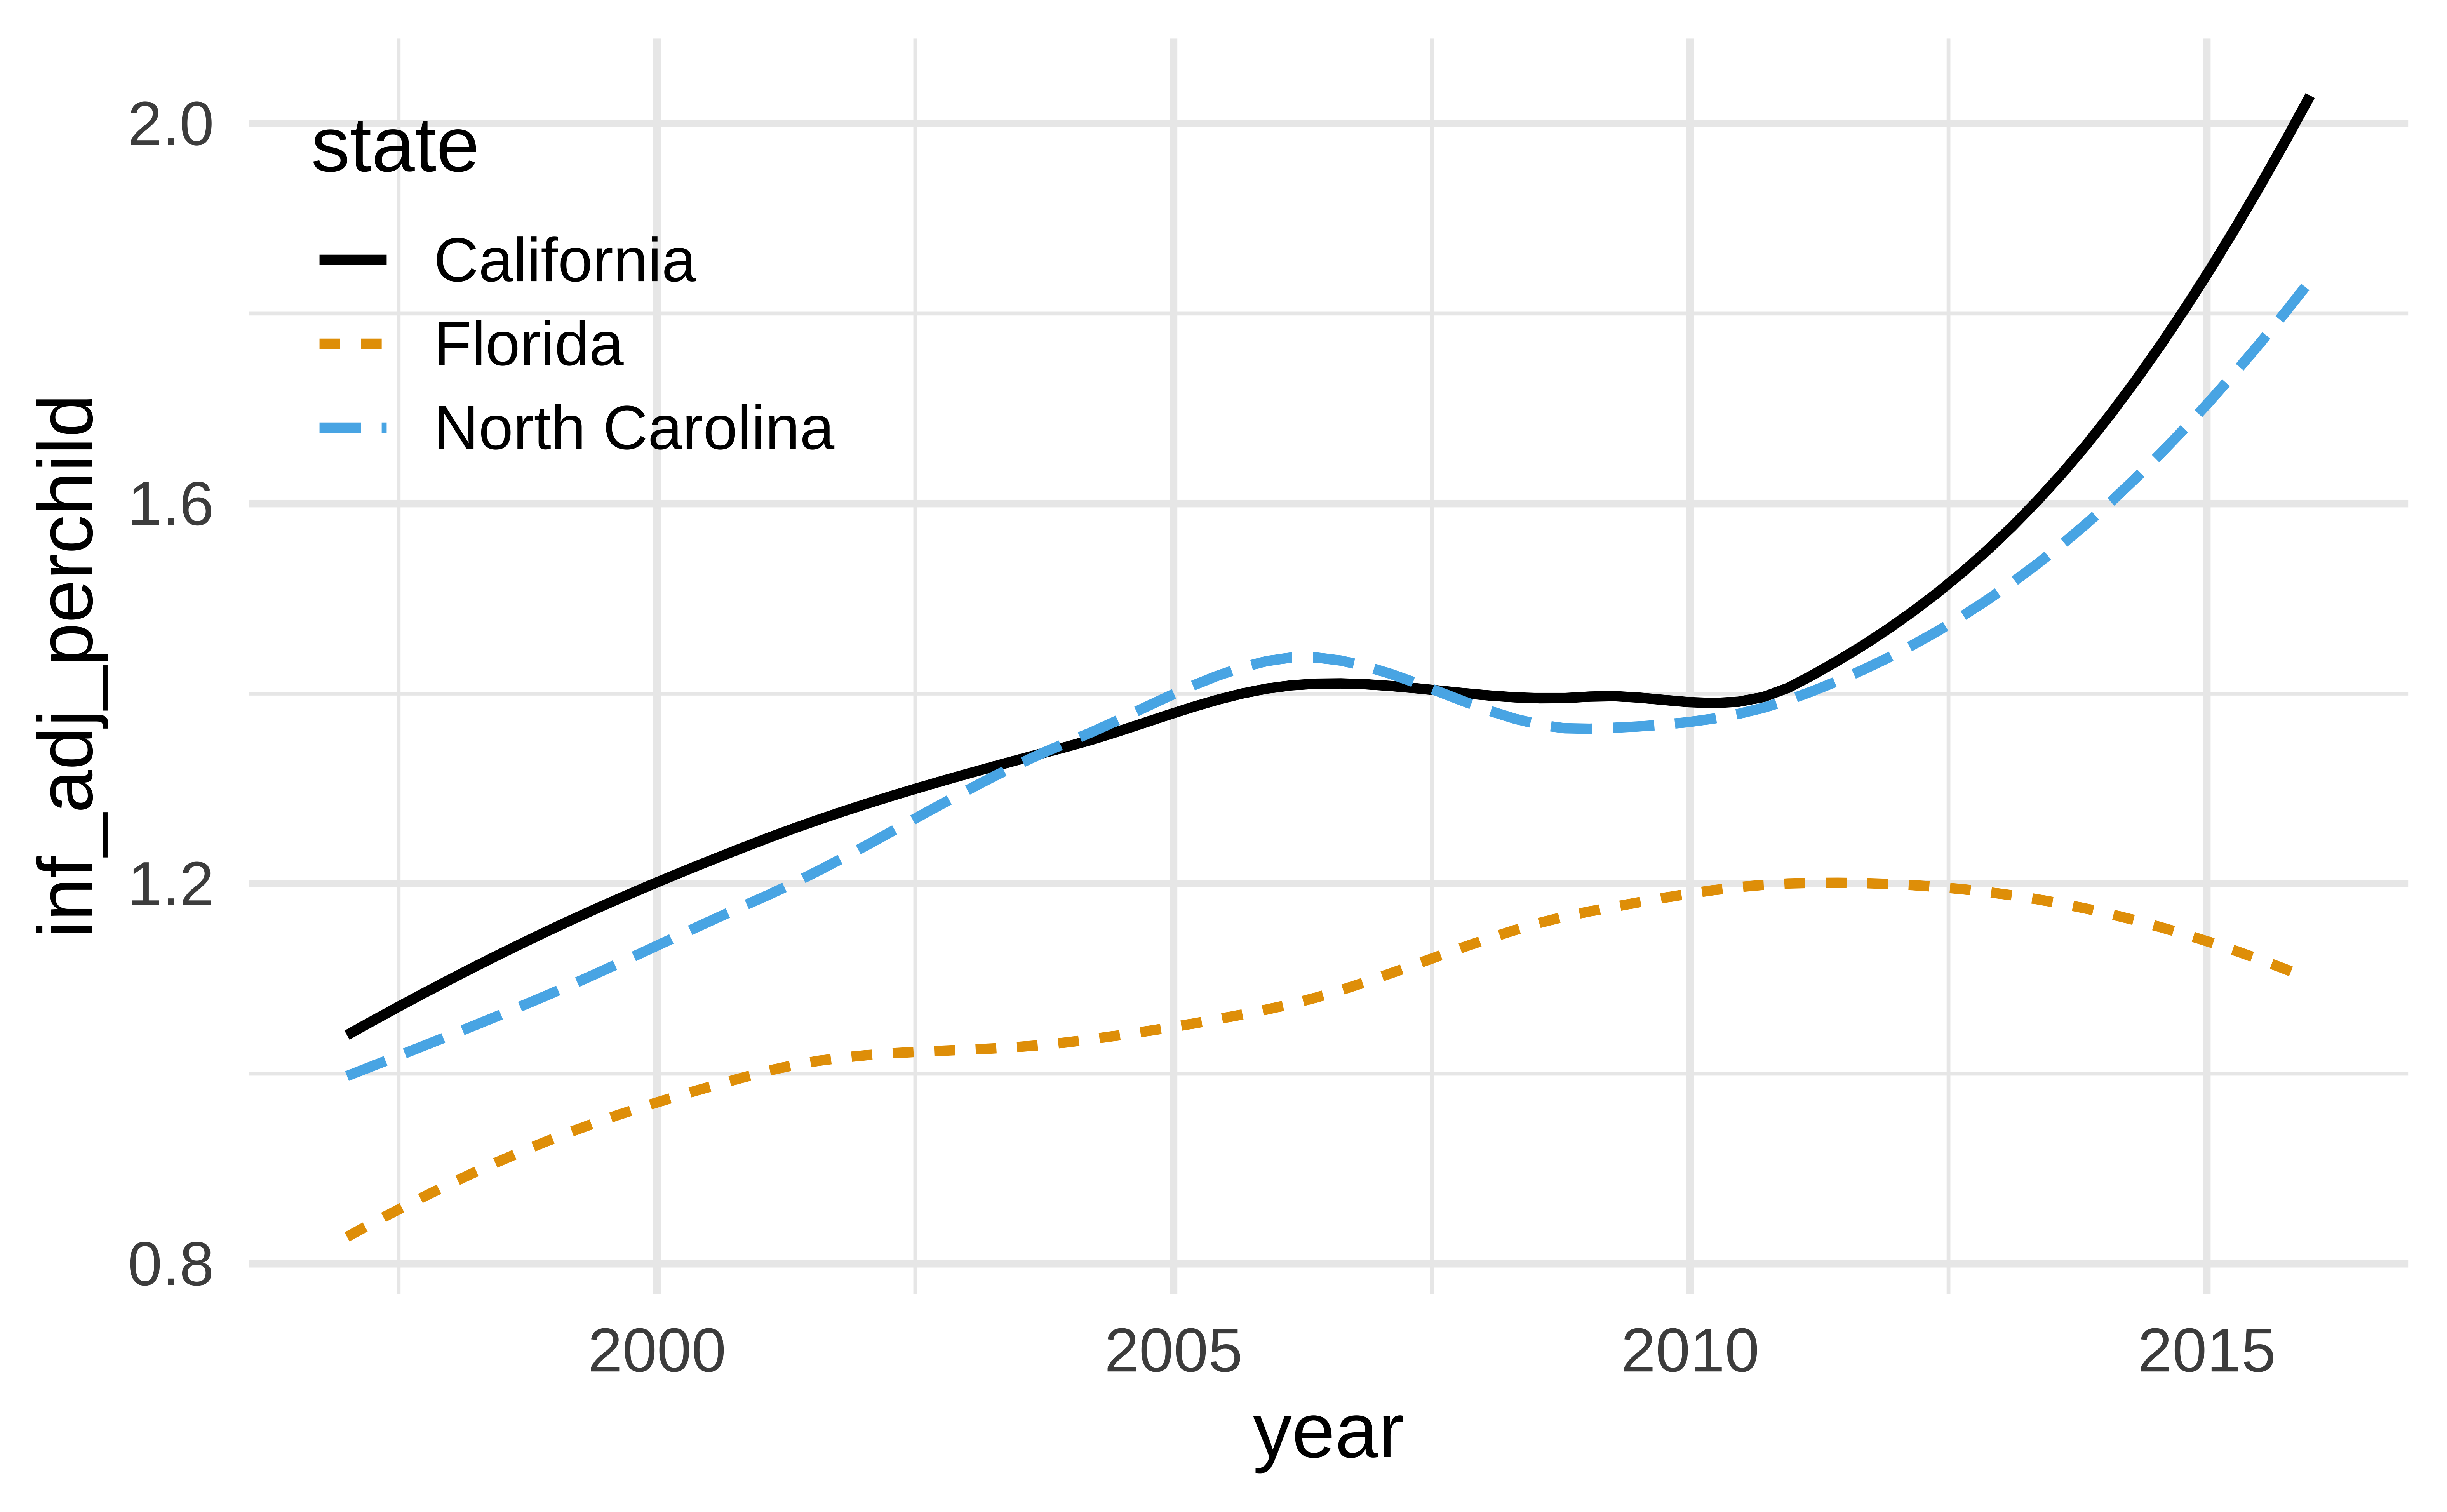 2.0
1.6
1.2
0.8
inf_adj_perchild
state
California
Florida
North Carolina
2000 2005 2010 2015
year